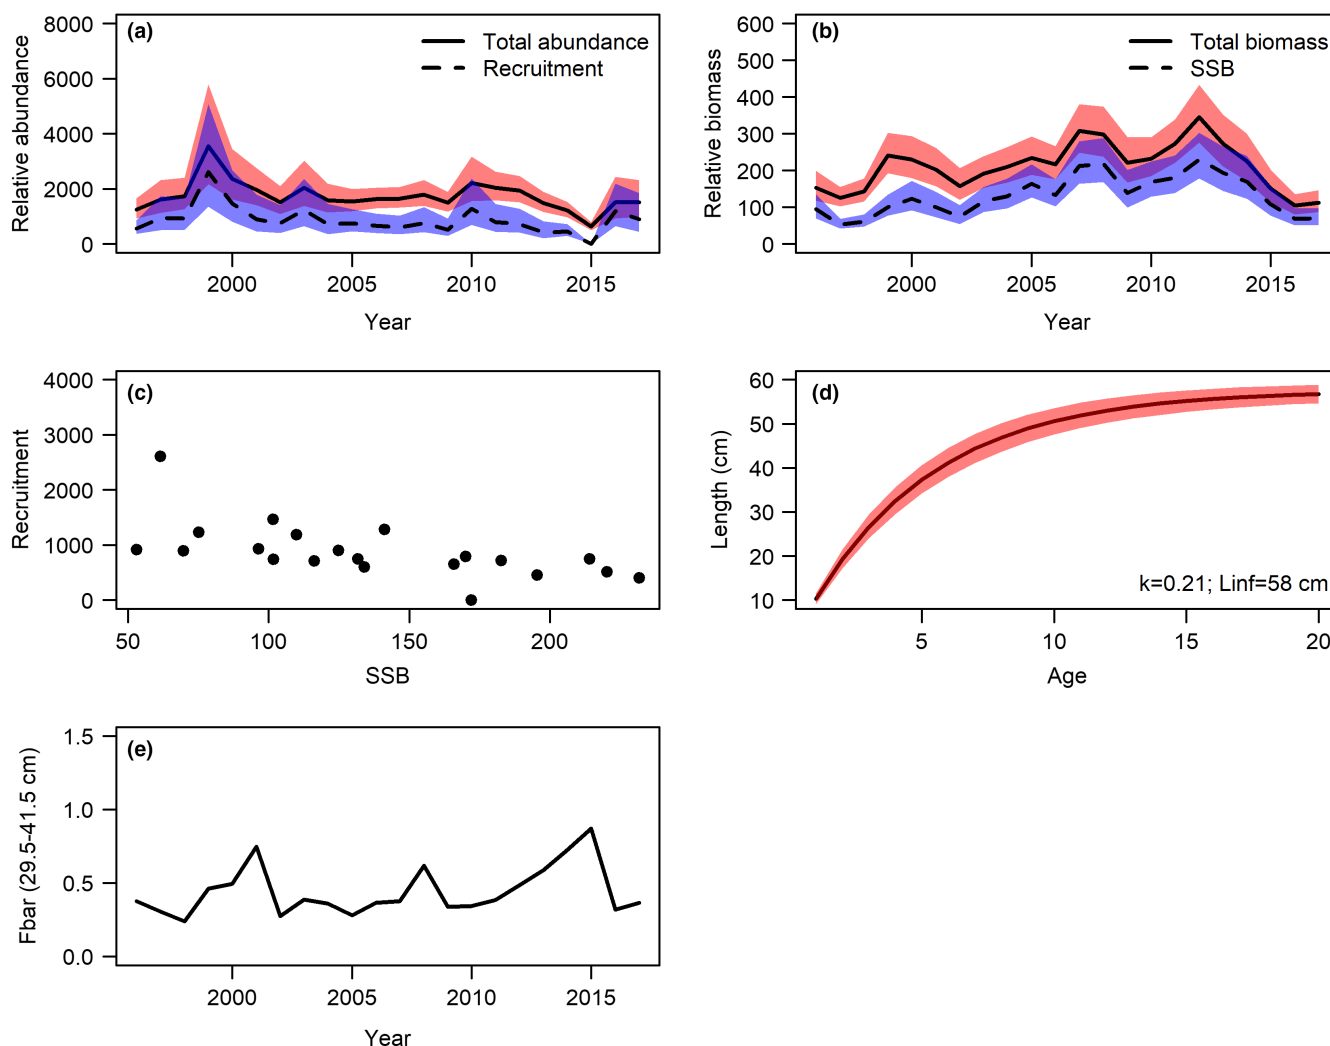 (a)
Total abundance
Recruitment
8000
6000
4000
2000
0
Relative abundance
2000
2005
2010
2015
Year
(b)
Total biomass
SSB
600
500
400
300
200
100
0
Relative biomass
2000
2005
2010
2015
Year
(c)
4000
3000
2000
1000
0
Recruitment
50
100
150
200
SSB
(d)
60
50
40
30
20
10
Length (cm)
k=0.21; Linf=58 cm
5
10
15
20
Age
(e)
1.5
1.0
0.5
0.0
Fbar (29.5-41.5 cm)
2000
2005
2010
2015
Year